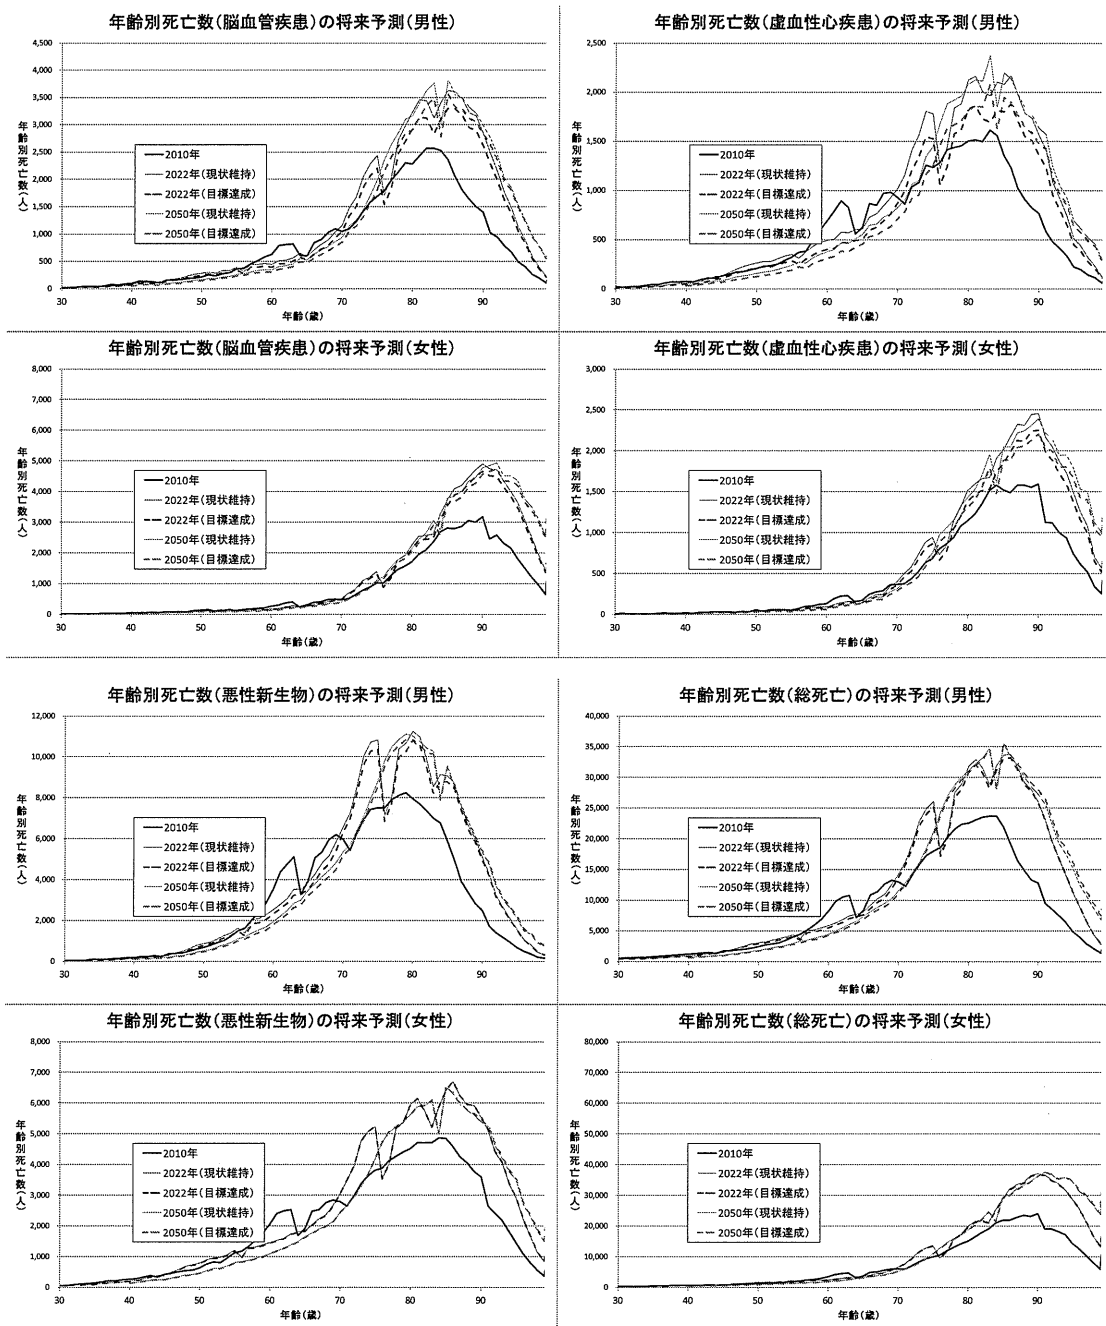 年齢別死亡数(脳血管疾患)の将来予測(男性)
4,500
4,000
3,500
3,000
2,500
2,000
1,500
1,000
500
0
年齢別死亡数(人)
2010年
2022年(現状維持)
2022年(目標達成)
2050年(現状維持)
2050年(目標達成)
30 40 50 60 70 80 90
年齢(歳)
年齢別死亡数(虚血性心疾患)の将来予測(男性)
2,500
2,000
1,500
1,000
500
0
年齢別死亡数(人)
2010年
2022年(現状維持)
2022年(目標達成)
2050年(現状維持)
2050年(目標達成)
30 40 50 60 70 80 90
年齢(歳)
年齢別死亡数(脳血管疾患)の将来予測(女性)
8,000
7,000
6,000
5,000
4,000
3,000
2,000
1,000
0
年齢別死亡数(人)
2010年
2022年(現状維持)
2022年(目標達成)
2050年(現状維持)
2050年(目標達成)
30 40 50 60 70 80 90
年齢(歳)
年齢別死亡数(虚血性心疾患)の将来予測(女性)
3,000
2,500
2,000
1,500
1,000
500
0
年齢別死亡数(人)
2010年
2022年(現状維持)
2022年(目標達成)
2050年(現状維持)
2050年(目標達成)
30 40 50 60 70 80 90
年齢(歳)
年齢別死亡数(悪性新生物)の将来予測(男性)
12,000
10,000
8,000
6,000
4,000
2,000
0
年齢別死亡数(人)
2010年
2022年(現状維持)
2022年(目標達成)
2050年(現状維持)
2050年(目標達成)
30 40 50 60 70 80 90
年齢(歳)
年齢別死亡数(総死亡)の将来予測(男性)
40,000
35,000
30,000
25,000
20,000
15,000
10,000
5,000
0
年齢別死亡数(人)
2010年
2022年(現状維持)
2022年(目標達成)
2050年(現状維持)
2050年(目標達成)
30 40 50 60 70 80 90
年齢(歳)
年齢別死亡数(悪性新生物)の将来予測(女性)
8,000
7,000
6,000
5,000
4,000
3,000
2,000
1,000
0
年齢別死亡数(人)
2010年
2022年(現状維持)
2022年(目標達成)
2050年(現状維持)
2050年(目標達成)
30 40 50 60 70 80 90
年齢(歳)
年齢別死亡数(総死亡)の将来予測(女性)
80,000
70,000
60,000
50,000
40,000
30,000
20,000
10,000
0
年齢別死亡数(人)
2010年
2022年(現状維持)
2022年(目標達成)
2050年(現状維持)
2050年(目標達成)
30 40 50 60 70 80 90
年齢(歳)